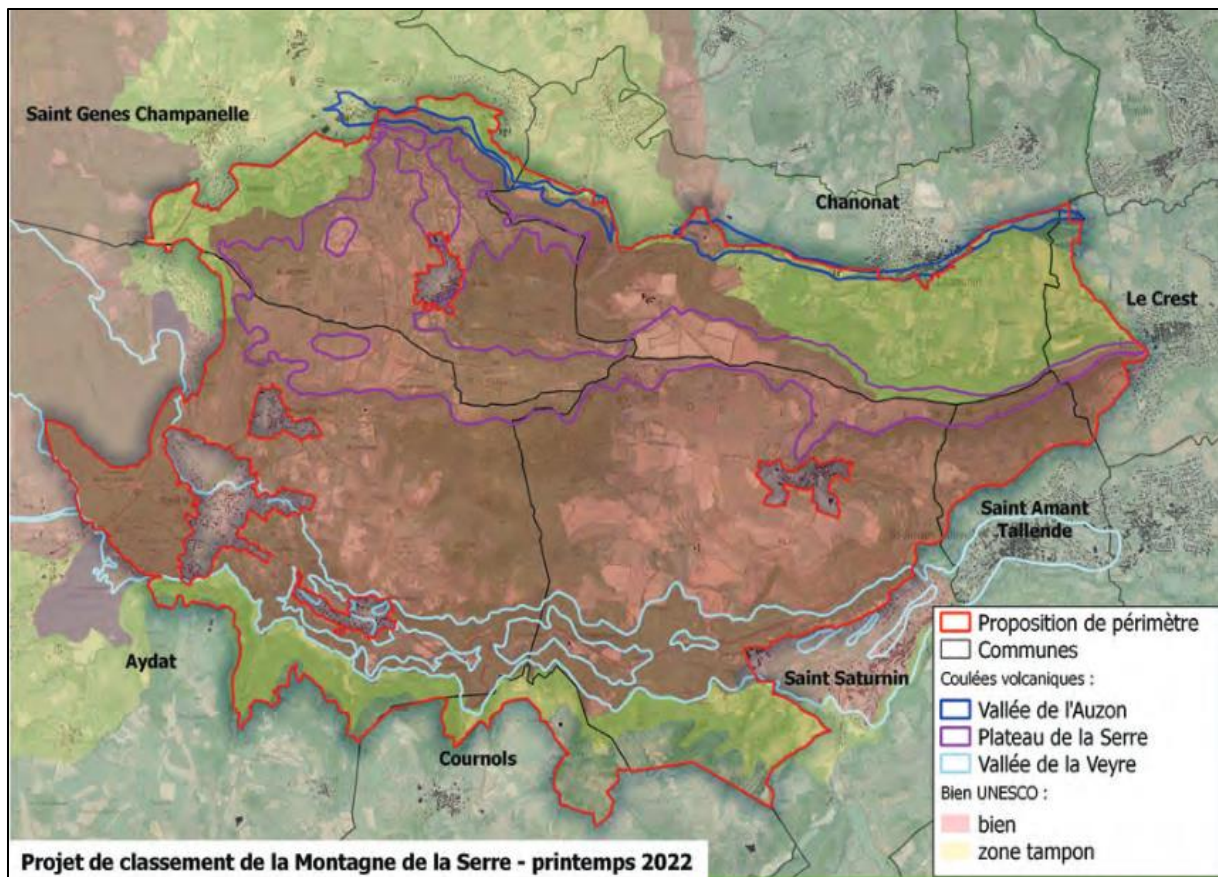 Saint Genes Champanelle
Chanonat
Le Crest
Saint Amant
Tallende
Saint Saturnin
Aydat
Cournols
Proposition de périmètre
Communes
Coulées volcaniques :
Vallée de l'Auzon
Plateau de la Serre
Vallée de la Veyre
Bien UNESCO :
bien
zone tampon
Projet de classement de la Montagne de la Serre - printemps 2022